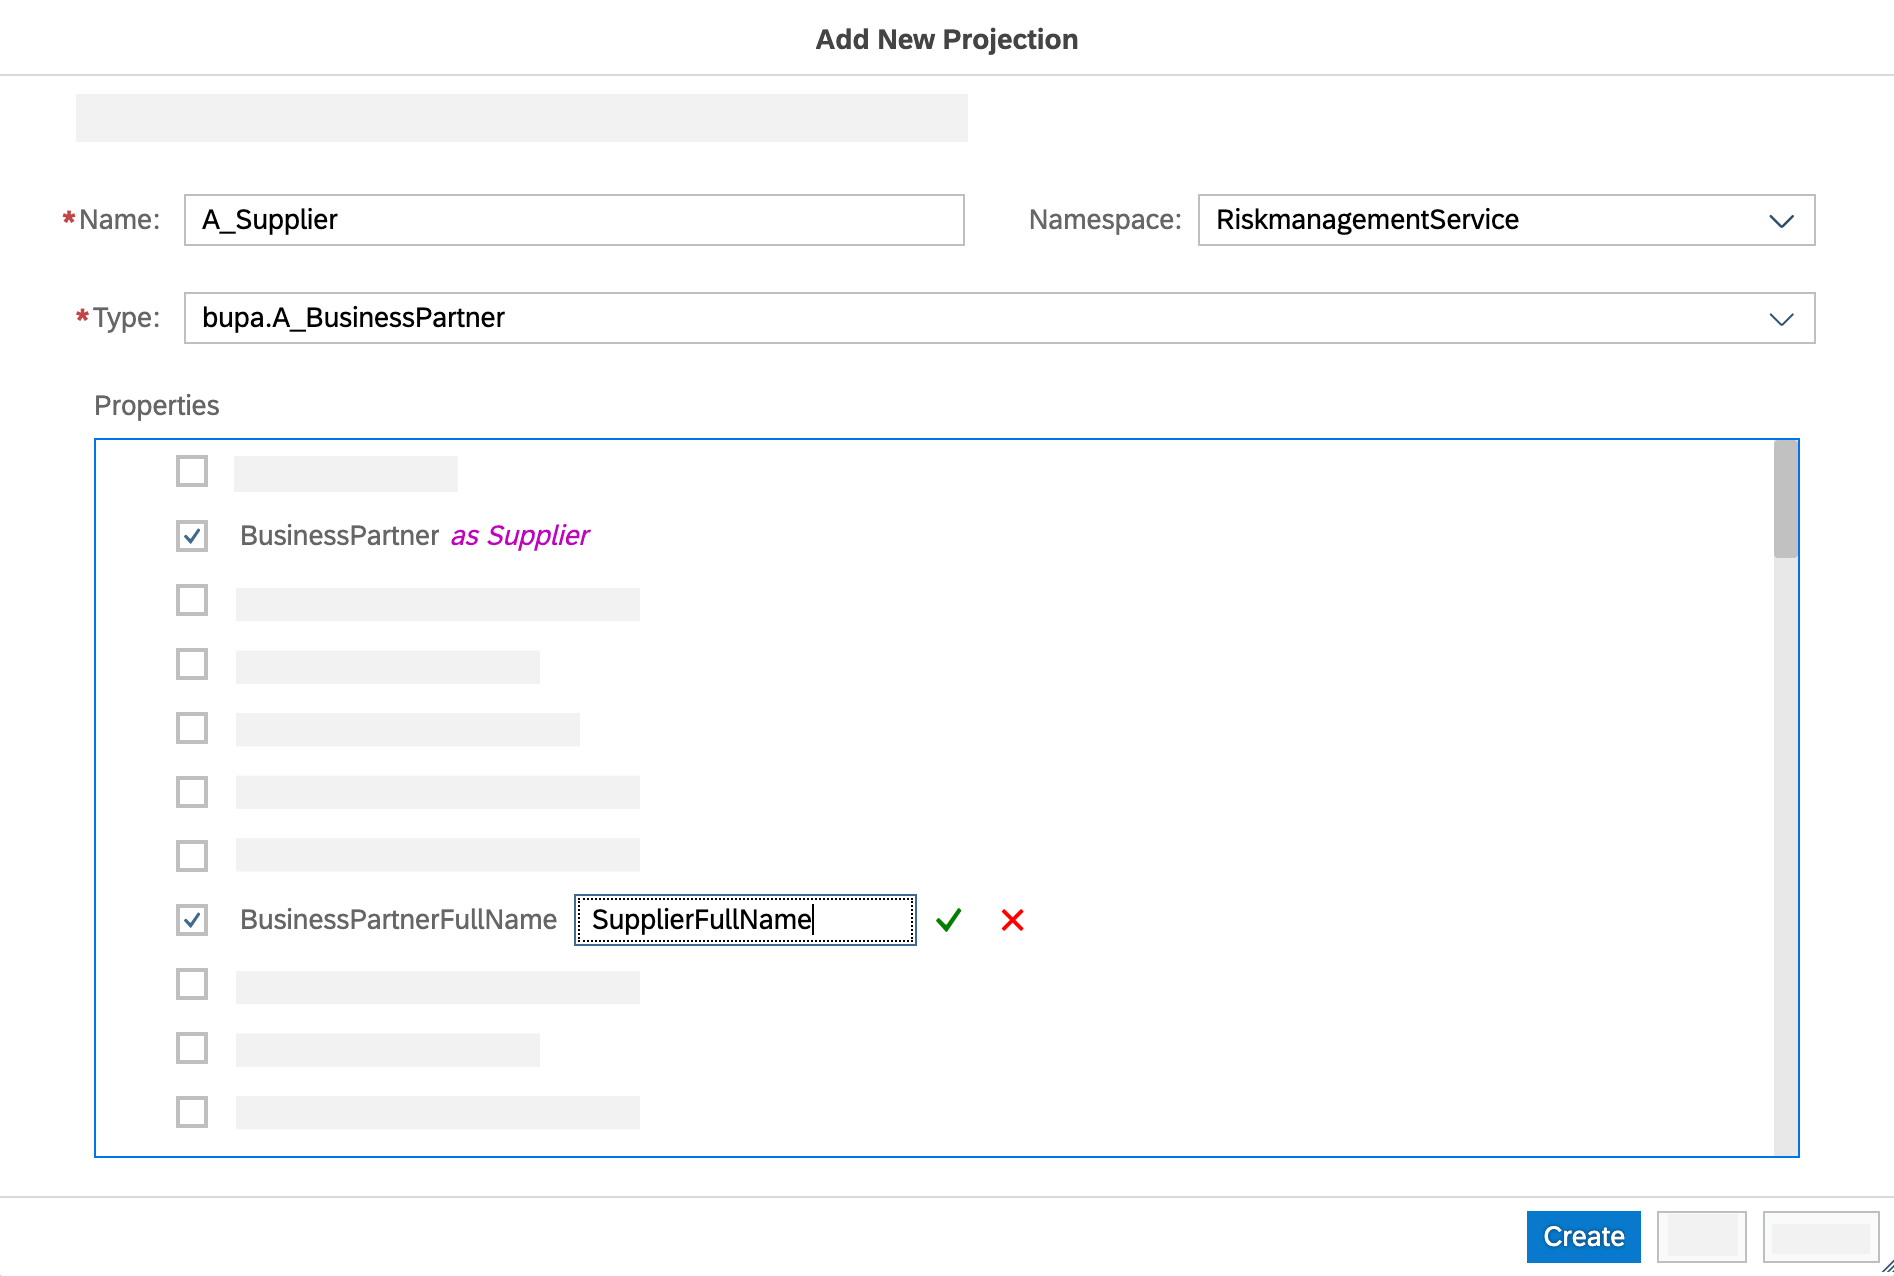 Add New Projection
*Name: A_Supplier Namespace: RiskmanagementService
*Type: bupa.A_BusinessPartner
Properties
BusinessPartner as Supplier
BusinessPartnerFullName SupplierFullName
Create